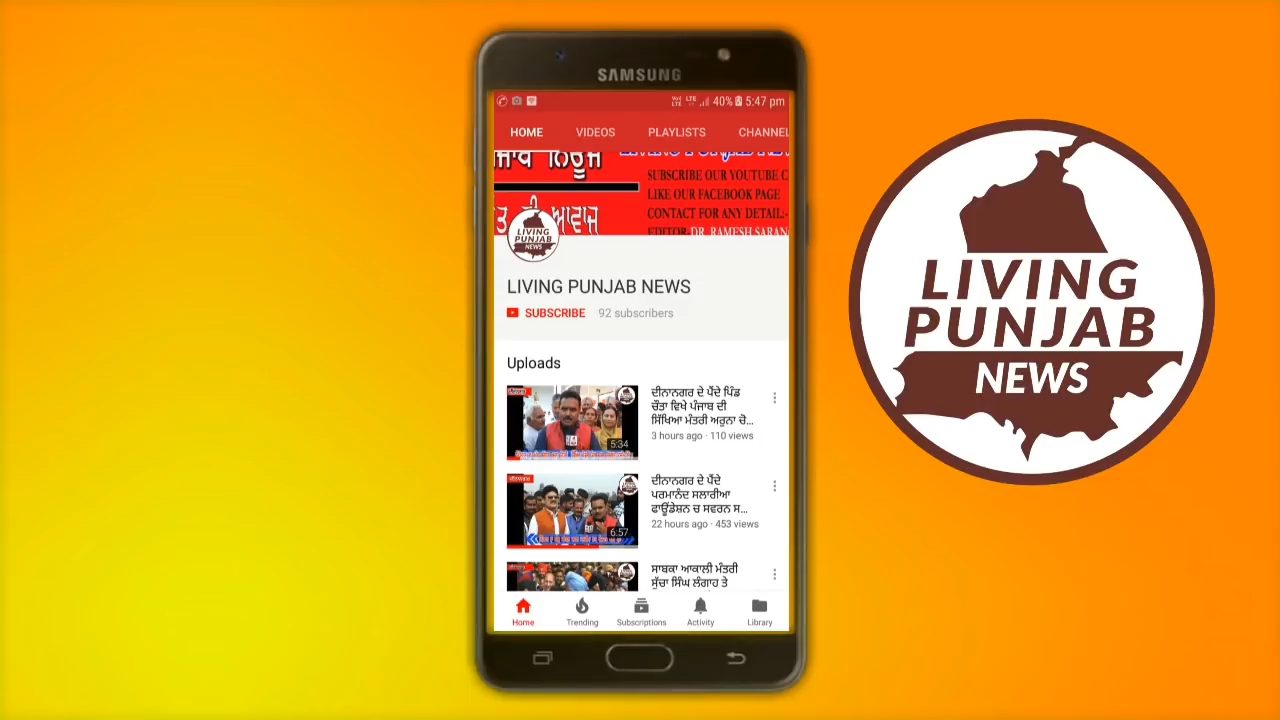 SAMSUNG
LTE 40% 5:47 pm
HOME VIDEOS PLAYLISTS CHANNEL
ਨਿਊਜ਼
SUBSCRIBE OUR YOUTUBE C
LIKE OUR FACEBOOK PAGE
ਦੀ ਆਵਾਜ਼
CONTACT FOR ANY DETAIL:-
EDITOR-DR. RAMESH SARAN
LIVING
PUNJAB
NEWS
LIVING PUNJAB NEWS
SUBSCRIBE 92 subscribers
Uploads
ਦੀਨਾਨਗਰ ਦੇ ਪੈਂਦੇ ਪਿੰਡ
ਚੌਤਾ ਵਿਖੇ ਪੰਜਾਬ ਦੀ
ਸਿੱਖਿਆ ਮੰਤਰੀ ਅਰੁਨਾ ਚੋ...
3 hours ago · 110 views
5:34
ਦੀਨਾਨਗਰ ਦੇ ਪੈਂਦੇ
ਪਰਮਾਨੰਦ ਸਲਾਰੀਆ
ਫਾਊਂਡੇਸ਼ਨ ਚ ਸਵਰਨ ਸ...
22 hours ago · 453 views
6:57
ਸਾਬਕਾ ਆਕਾਲੀ ਮੰਤਰੀ
ਸੁੱਚਾ ਸਿੰਘ ਲੰਗਾਹ ਤੇ
Home Trending Subscriptions Activity Library
LIVING
PUNJAB
NEWS